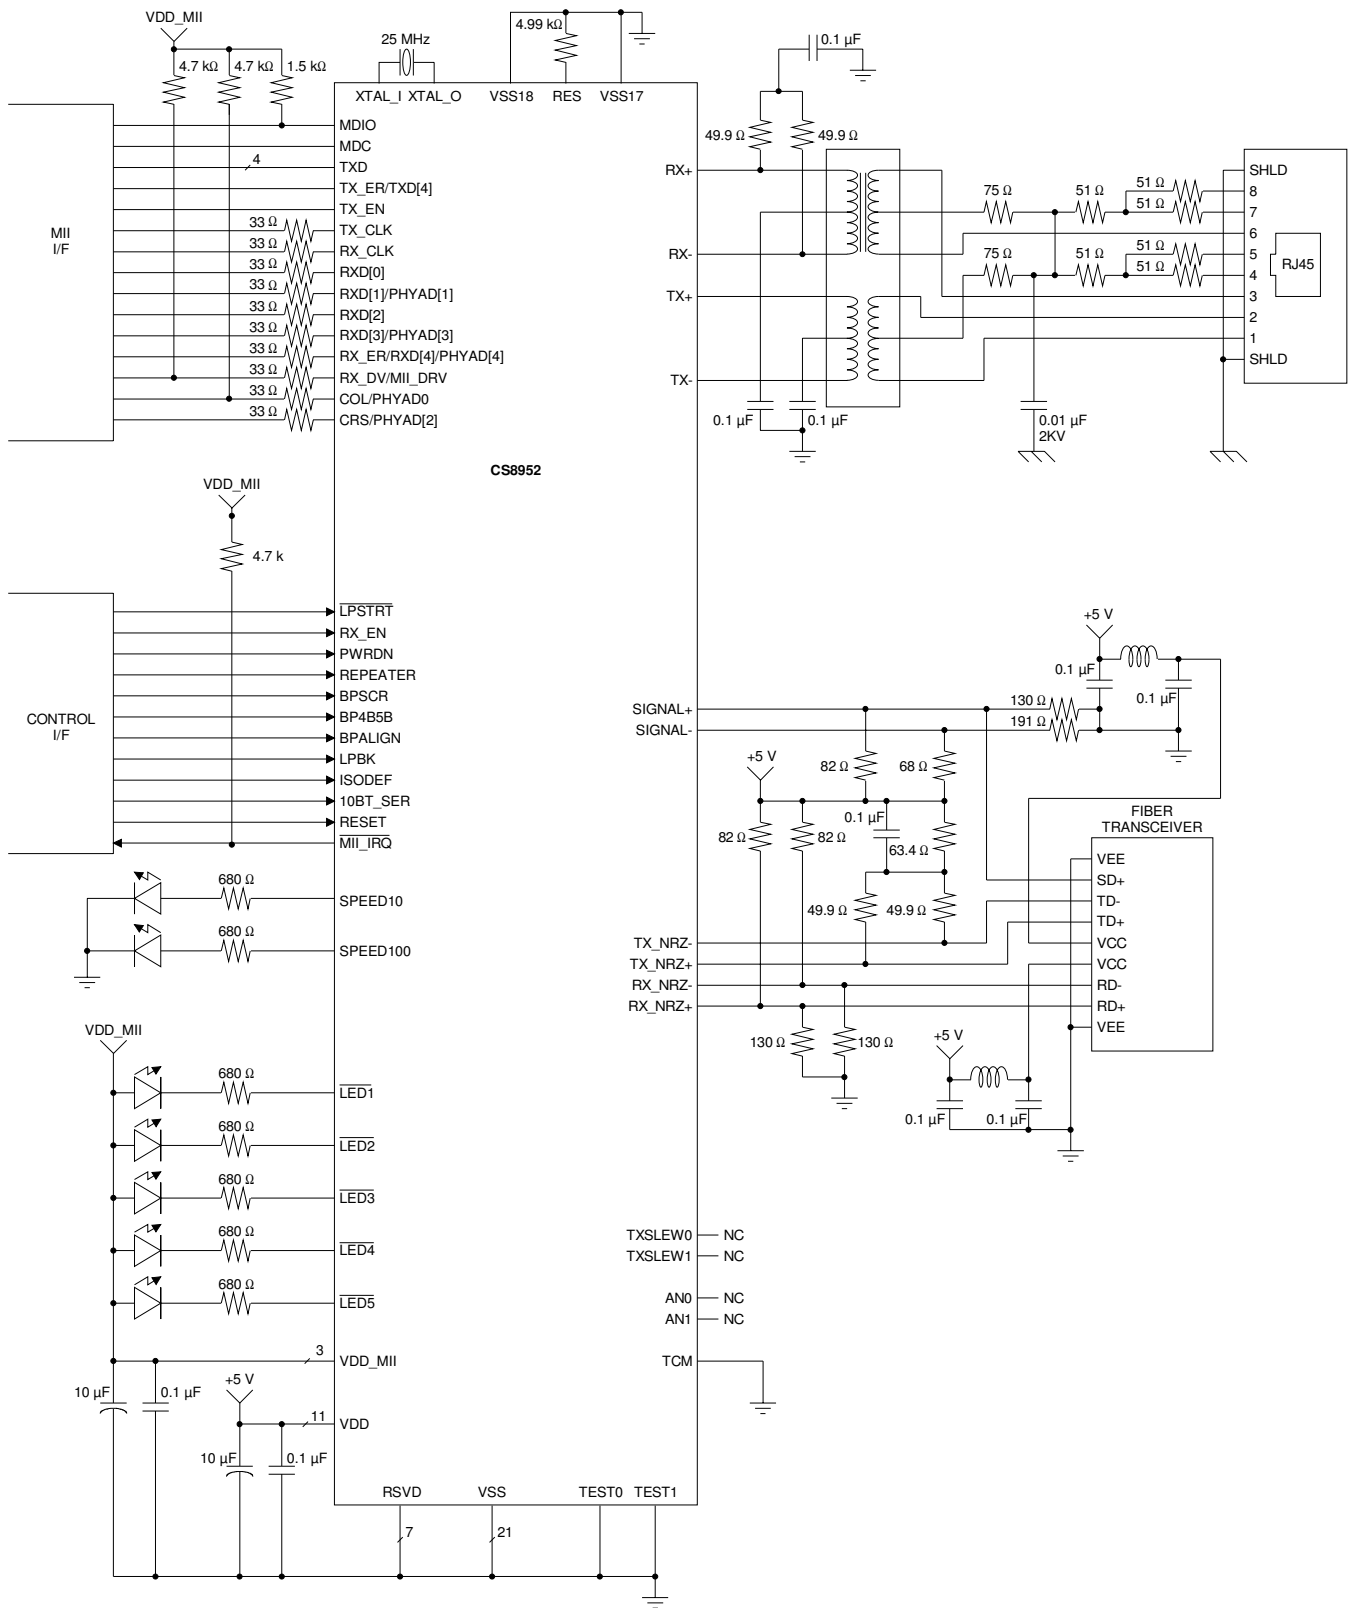 VDD_MII
4.7 kΩ
4.7 kΩ
1.5 kΩ
25 MHz
4.99 kΩ
0.1 µF
XTAL_I XTAL_O
VSS18
RES
VSS17
MII
I/F
4
33 Ω
33 Ω
33 Ω
33 Ω
33 Ω
33 Ω
33 Ω
33 Ω
33 Ω
33 Ω
MDIO
MDC
TXD
TX_ER/TXD[4]
TX_EN
TX_CLK
RX_CLK
RXD[0]
RXD[1]/PHYAD[1]
RXD[2]
RXD[3]/PHYAD[3]
RX_ER/RXD[4]/PHYAD[4]
RX_DV/MII_DRV
COL/PHYAD0
CRS/PHYAD[2]
CS8952
49.9 Ω
49.9 Ω
RX+
RX-
TX+
TX-
0.1 µF
0.1 µF
75 Ω
51 Ω
51 Ω
51 Ω
75 Ω
51 Ω
51 Ω
51 Ω
0.01 µF
2KV
SHLD
8
7
6
5
4
3
2
1
SHLD
RJ45
VDD_MII
4.7 k
CONTROL
I/F
LPSTRT
RX_EN
PWRDN
REPEATER
BPSCR
BP4B5B
BPALIGN
LPBK
ISODEF
10BT_SER
RESET
MII_IRQ
680 Ω
SPEED10
680 Ω
SPEED100
+5 V
0.1 µF
0.1 µF
SIGNAL+
SIGNAL-
130 Ω
191 Ω
+5 V
82 Ω
68 Ω
82 Ω
82 Ω
0.1 µF
63.4 Ω
49.9 Ω
49.9 Ω
TX_NRZ-
TX_NRZ+
RX_NRZ-
RX_NRZ+
130 Ω
130 Ω
FIBER
TRANSCEIVER
VEE
SD+
TD-
TD+
VCC
VCC
RD-
RD+
VEE
+5 V
0.1 µF
0.1 µF
VDD_MII
680 Ω
LED1
680 Ω
LED2
680 Ω
LED3
680 Ω
LED4
680 Ω
LED5
TXSLEW0
NC
TXSLEW1
NC
AN0
NC
AN1
NC
TCM
3
VDD_MII
10 µF
0.1 µF
+5 V
11
VDD
10 µF
0.1 µF
RSVD
VSS
TEST0
TEST1
7
21